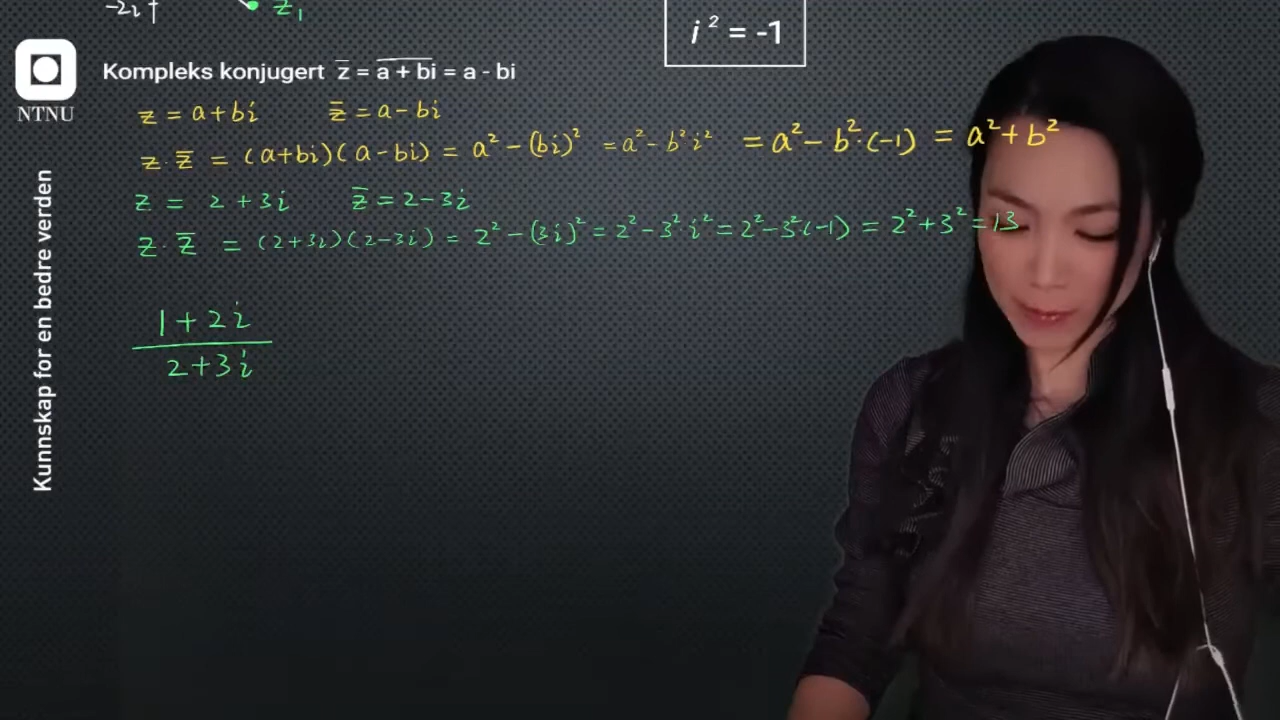 -2i
z₁
i² = -1
Kompleks konjugert z̅ = a + bi‾ = a - bi
NTNU
Kunnskap for en bedre verden
z = a + bi z̅ = a - bi
z · z̅ = (a+bi)(a-bi) = a² - (bi)² = a² - b² i² = a² - b²·(-1) = a² + b²
z = 2 + 3i z̅ = 2 - 3i
z · z̅ = (2+3i)(2-3i) = 2² - (3i)² = 2² - 3² i² = 2² - 3²·(-1) = 2² + 3² = 13
1 + 2i
2 + 3i